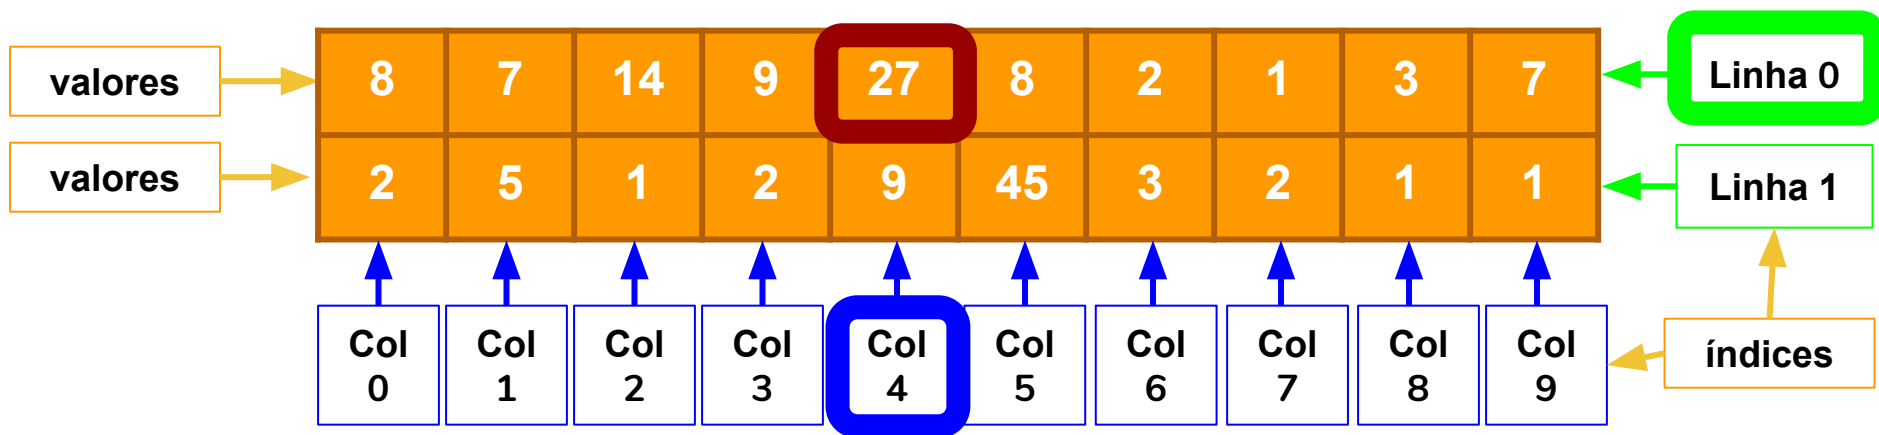 valores 8 7 14 9 27 8 2 1 3 7 Linha 0
valores 2 5 1 2 9 45 3 2 1 1 Linha 1
Col Col Col Col Col Col Col Col Col Col
0 1 2 3 4 5 6 7 8 9
índices